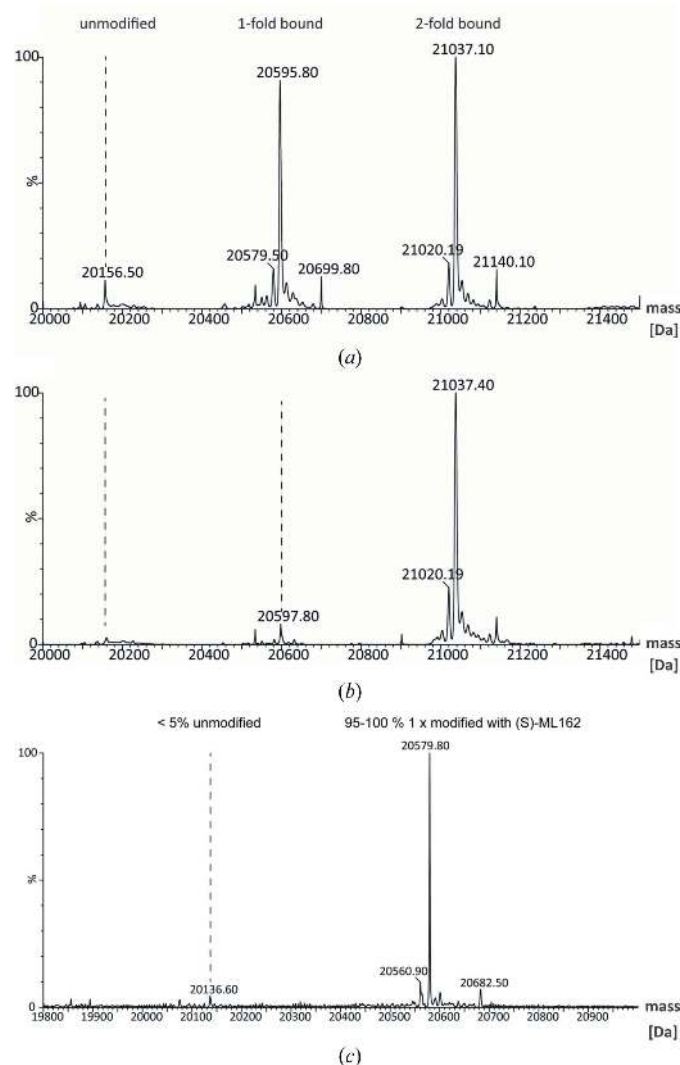 unmodified 1-fold bound 2-fold bound
100 20595.80 21037.10
%
20156.50 20579.50 20699.80 21020.19 21140.10
0
20000 20200 20400 20600 20800 21000 21200 21400 mass
[Da]
(a)
100 21037.40
%
21020.19
20597.80
0
20000 20200 20400 20600 20800 21000 21200 21400 mass
[Da]
(b)
< 5% unmodified 95-100 % 1 x modified with (S)-ML162
100 20579.80
%
20136.60 20560.90 20682.50
0
19800 19900 20000 20100 20200 20300 20400 20500 20600 20700 20800 20900 mass
[Da]
(c)